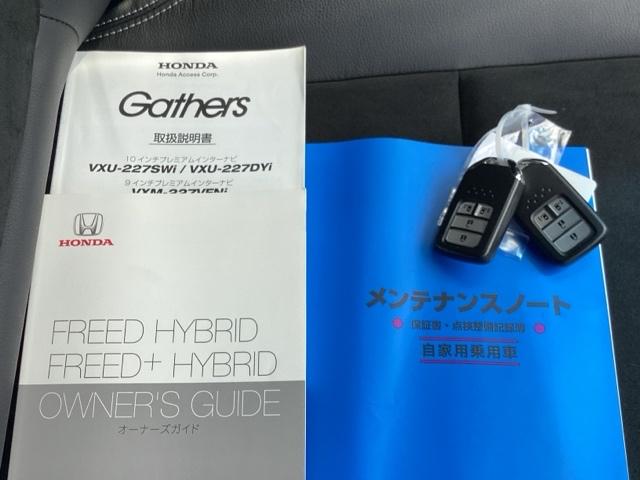 HONDA
Honda Access Corp.
Gathers
取扱説明書
10インチプレミアムインターナビ
VXU-227SWi / VXU-227DYi
9インチプレミアムインターナビ
VXM-227VFNi
HONDA
FREED HYBRID
FREED+ HYBRID
OWNER'S GUIDE
オーナーズガイド
メンテナンスノート
保証書・点検整備記録簿
自家用乗用車